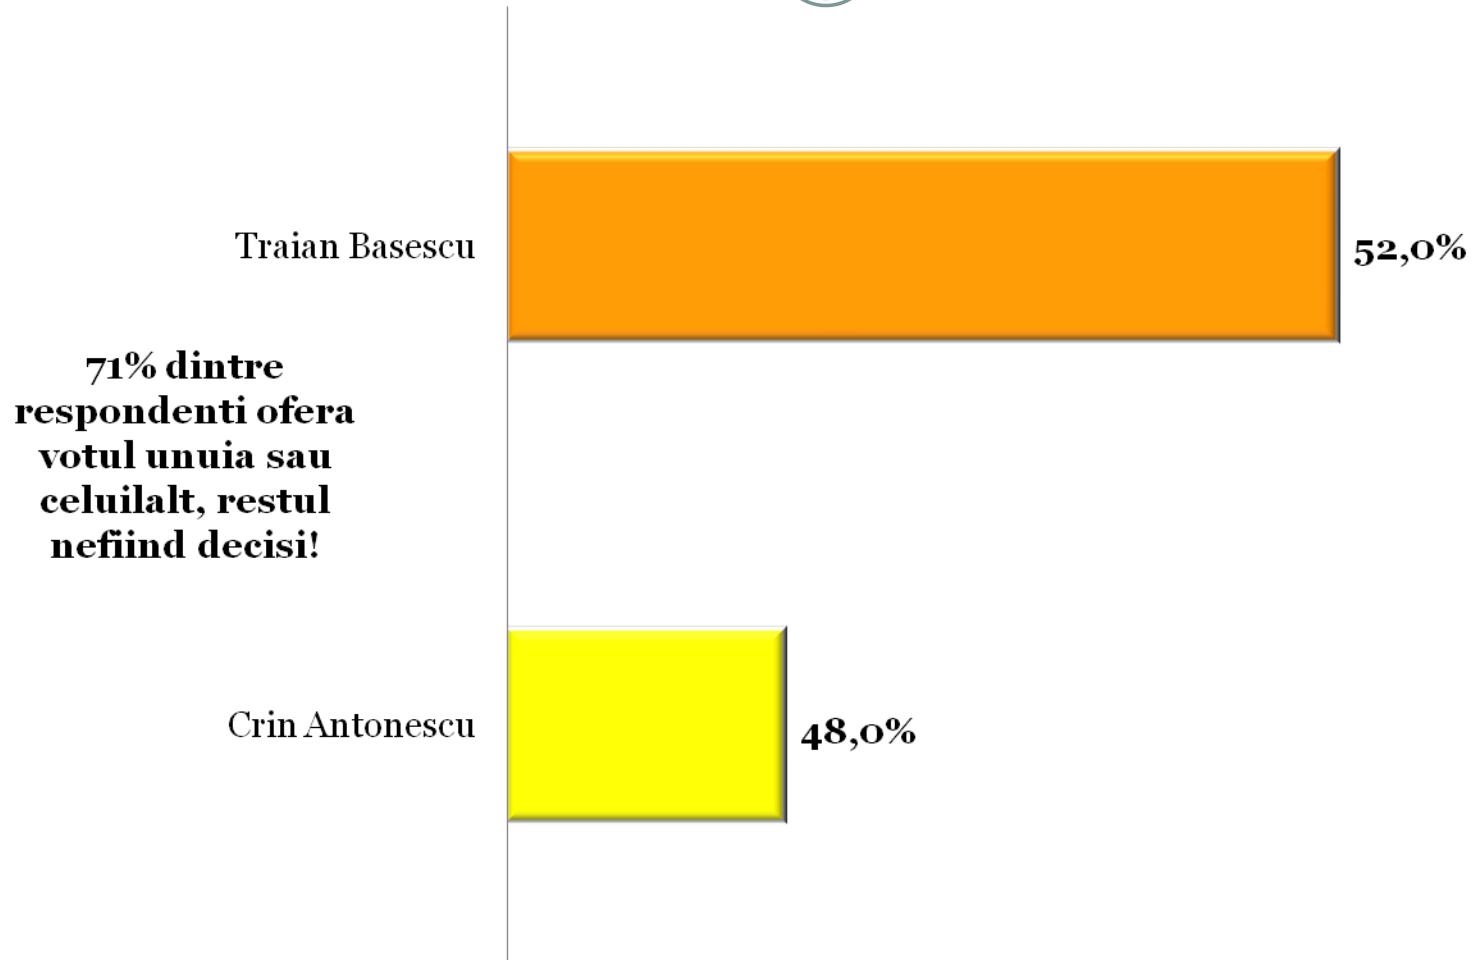 Traian Basescu
52,0%
71% dintre
respondenti ofera
votul unuia sau
celuilalt, restul
nefiind decisi!
Crin Antonescu
48,0%